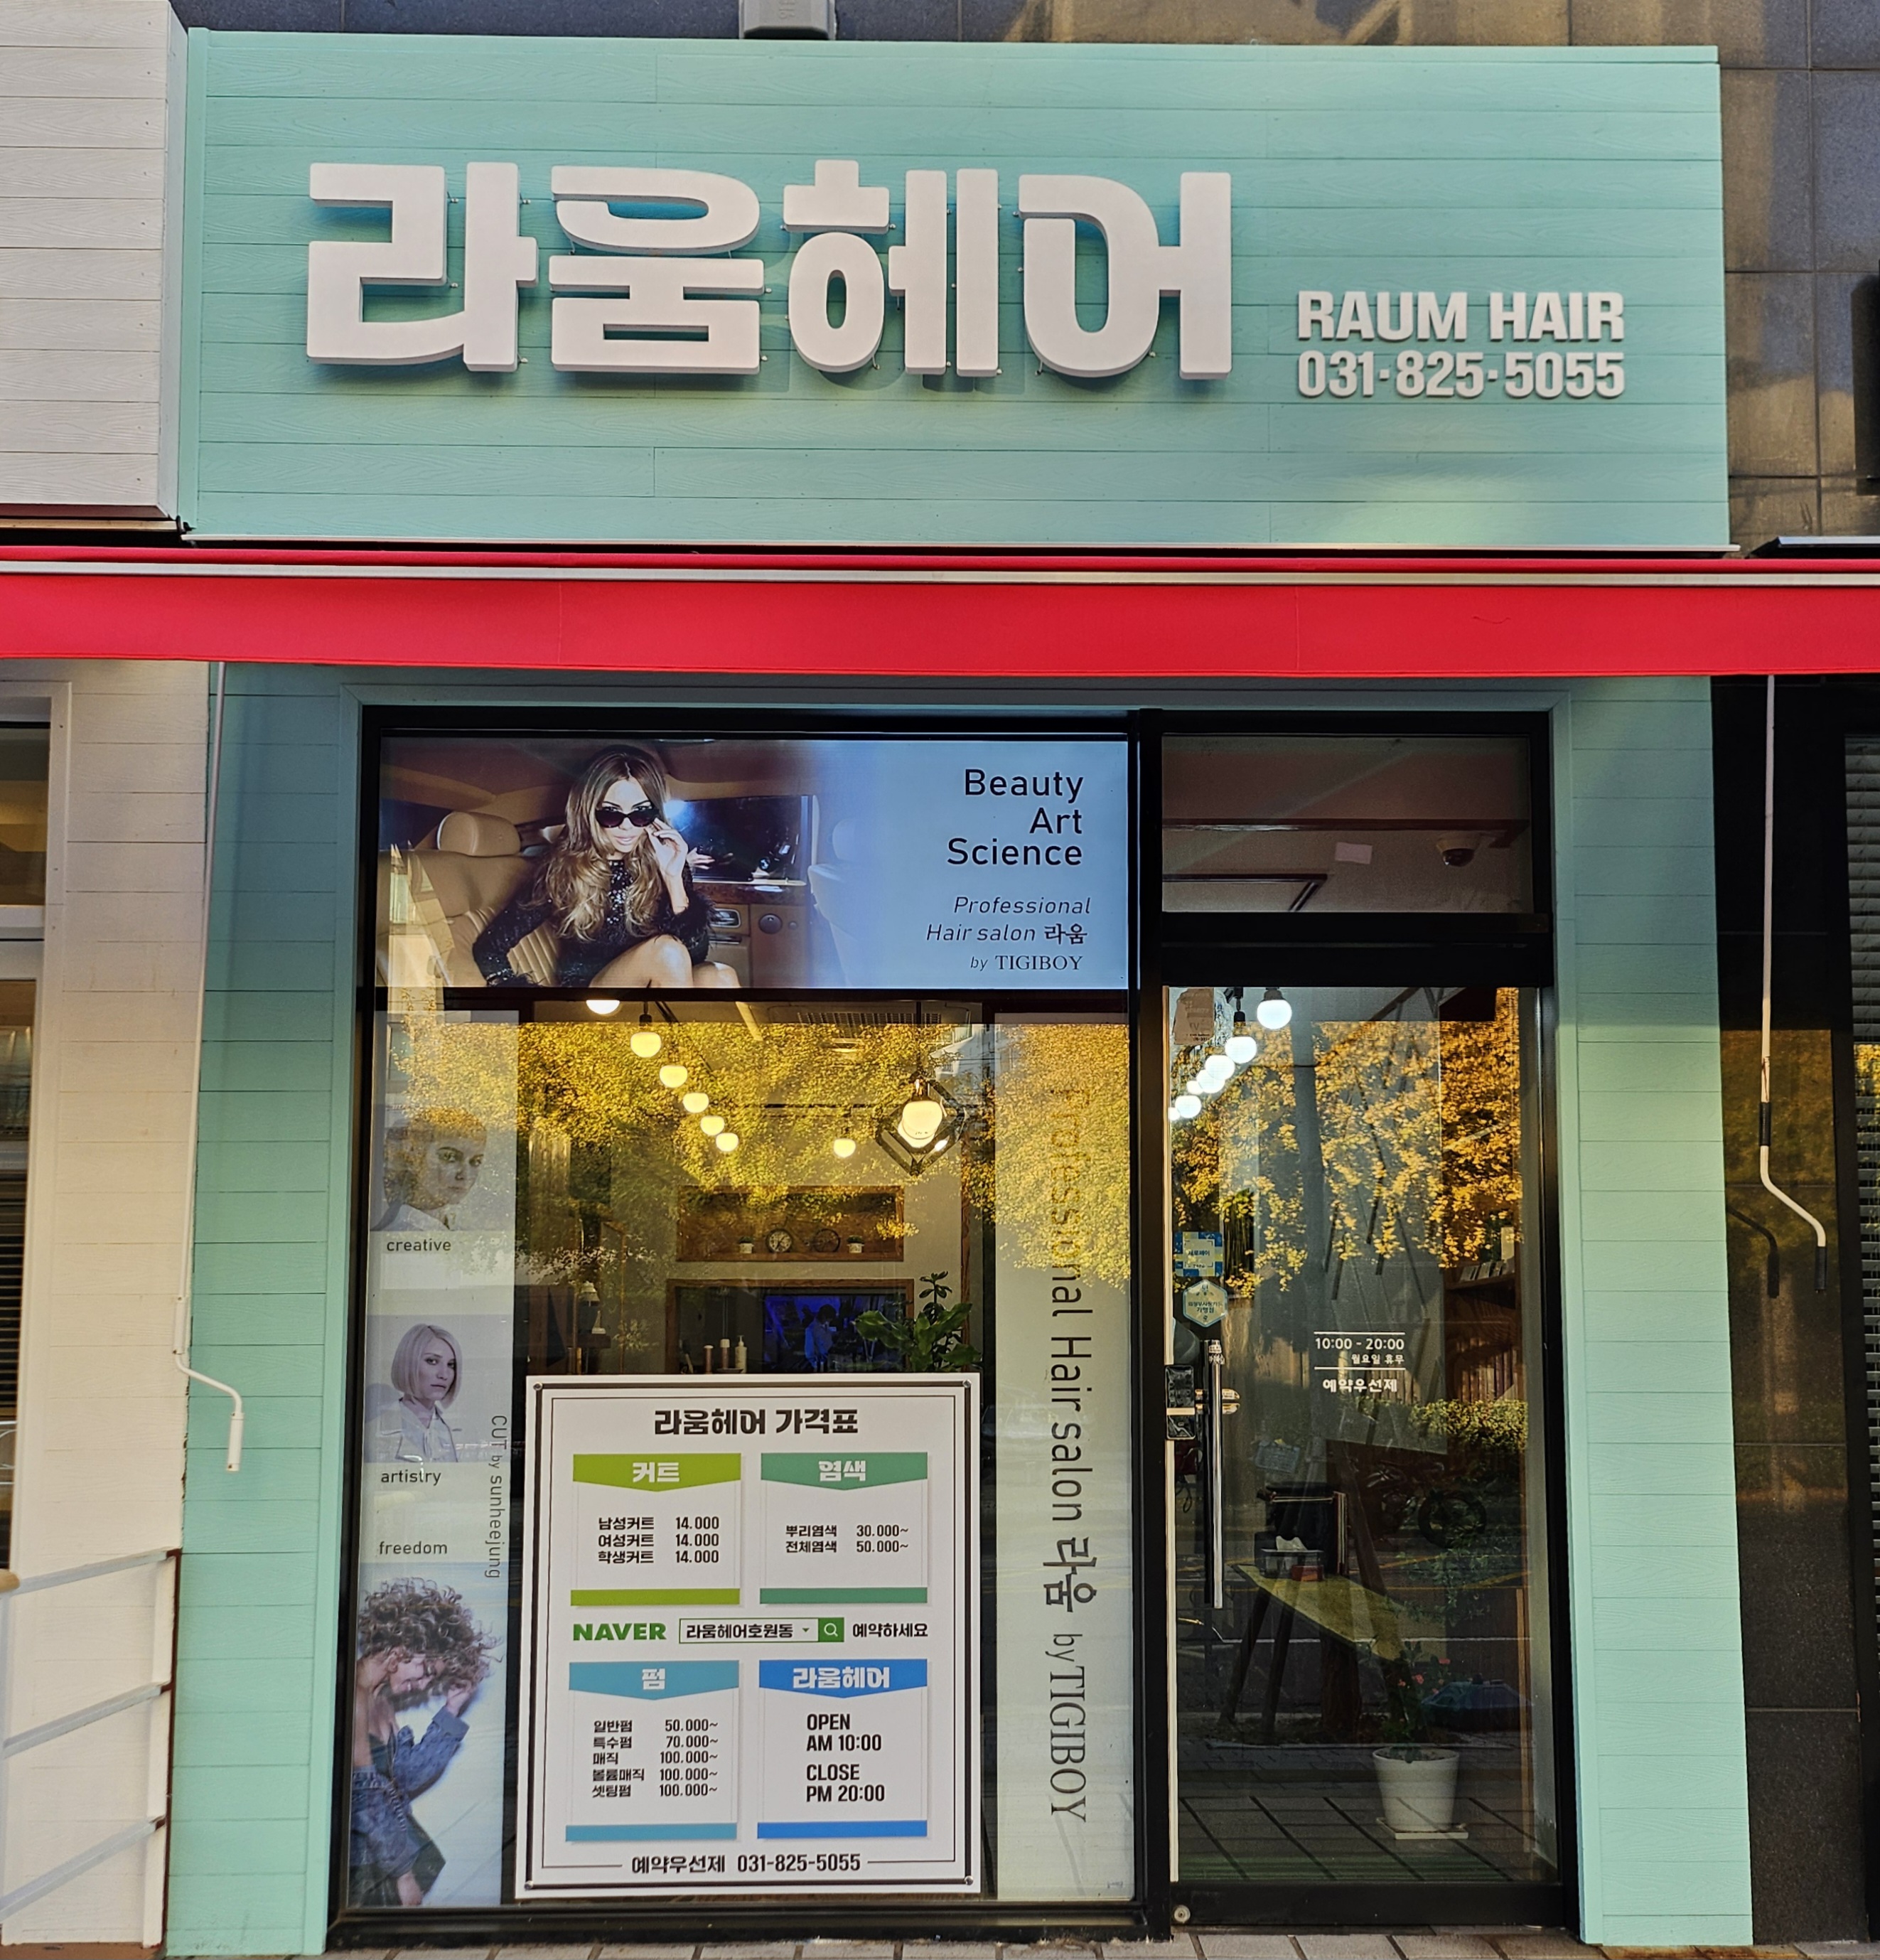 라움헤어
RAUM HAIR
031·825·5055
Beauty
Art
Science
Professional
Hair salon 라움
by TIGIBOY
creative
artistry
freedom
CUT by sunheejung
Professional Hair salon 라움 by TIGIBOY
라움헤어 가격표
커트
남성커트 14.000
여성커트 14.000
학생커트 14.000
염색
뿌리염색 30.000~
전체염색 50.000~
NAVER 라움헤어호원동 예약하세요
펌
일반펌 50.000~
특수펌 70.000~
매직 100.000~
볼륨매직 100.000~
셋팅펌 100.000~
라움헤어
OPEN
AM 10:00
CLOSE
PM 20:00
예약우선제 031-825-5055
10:00 - 20:00
월요일 휴무
예약우선제